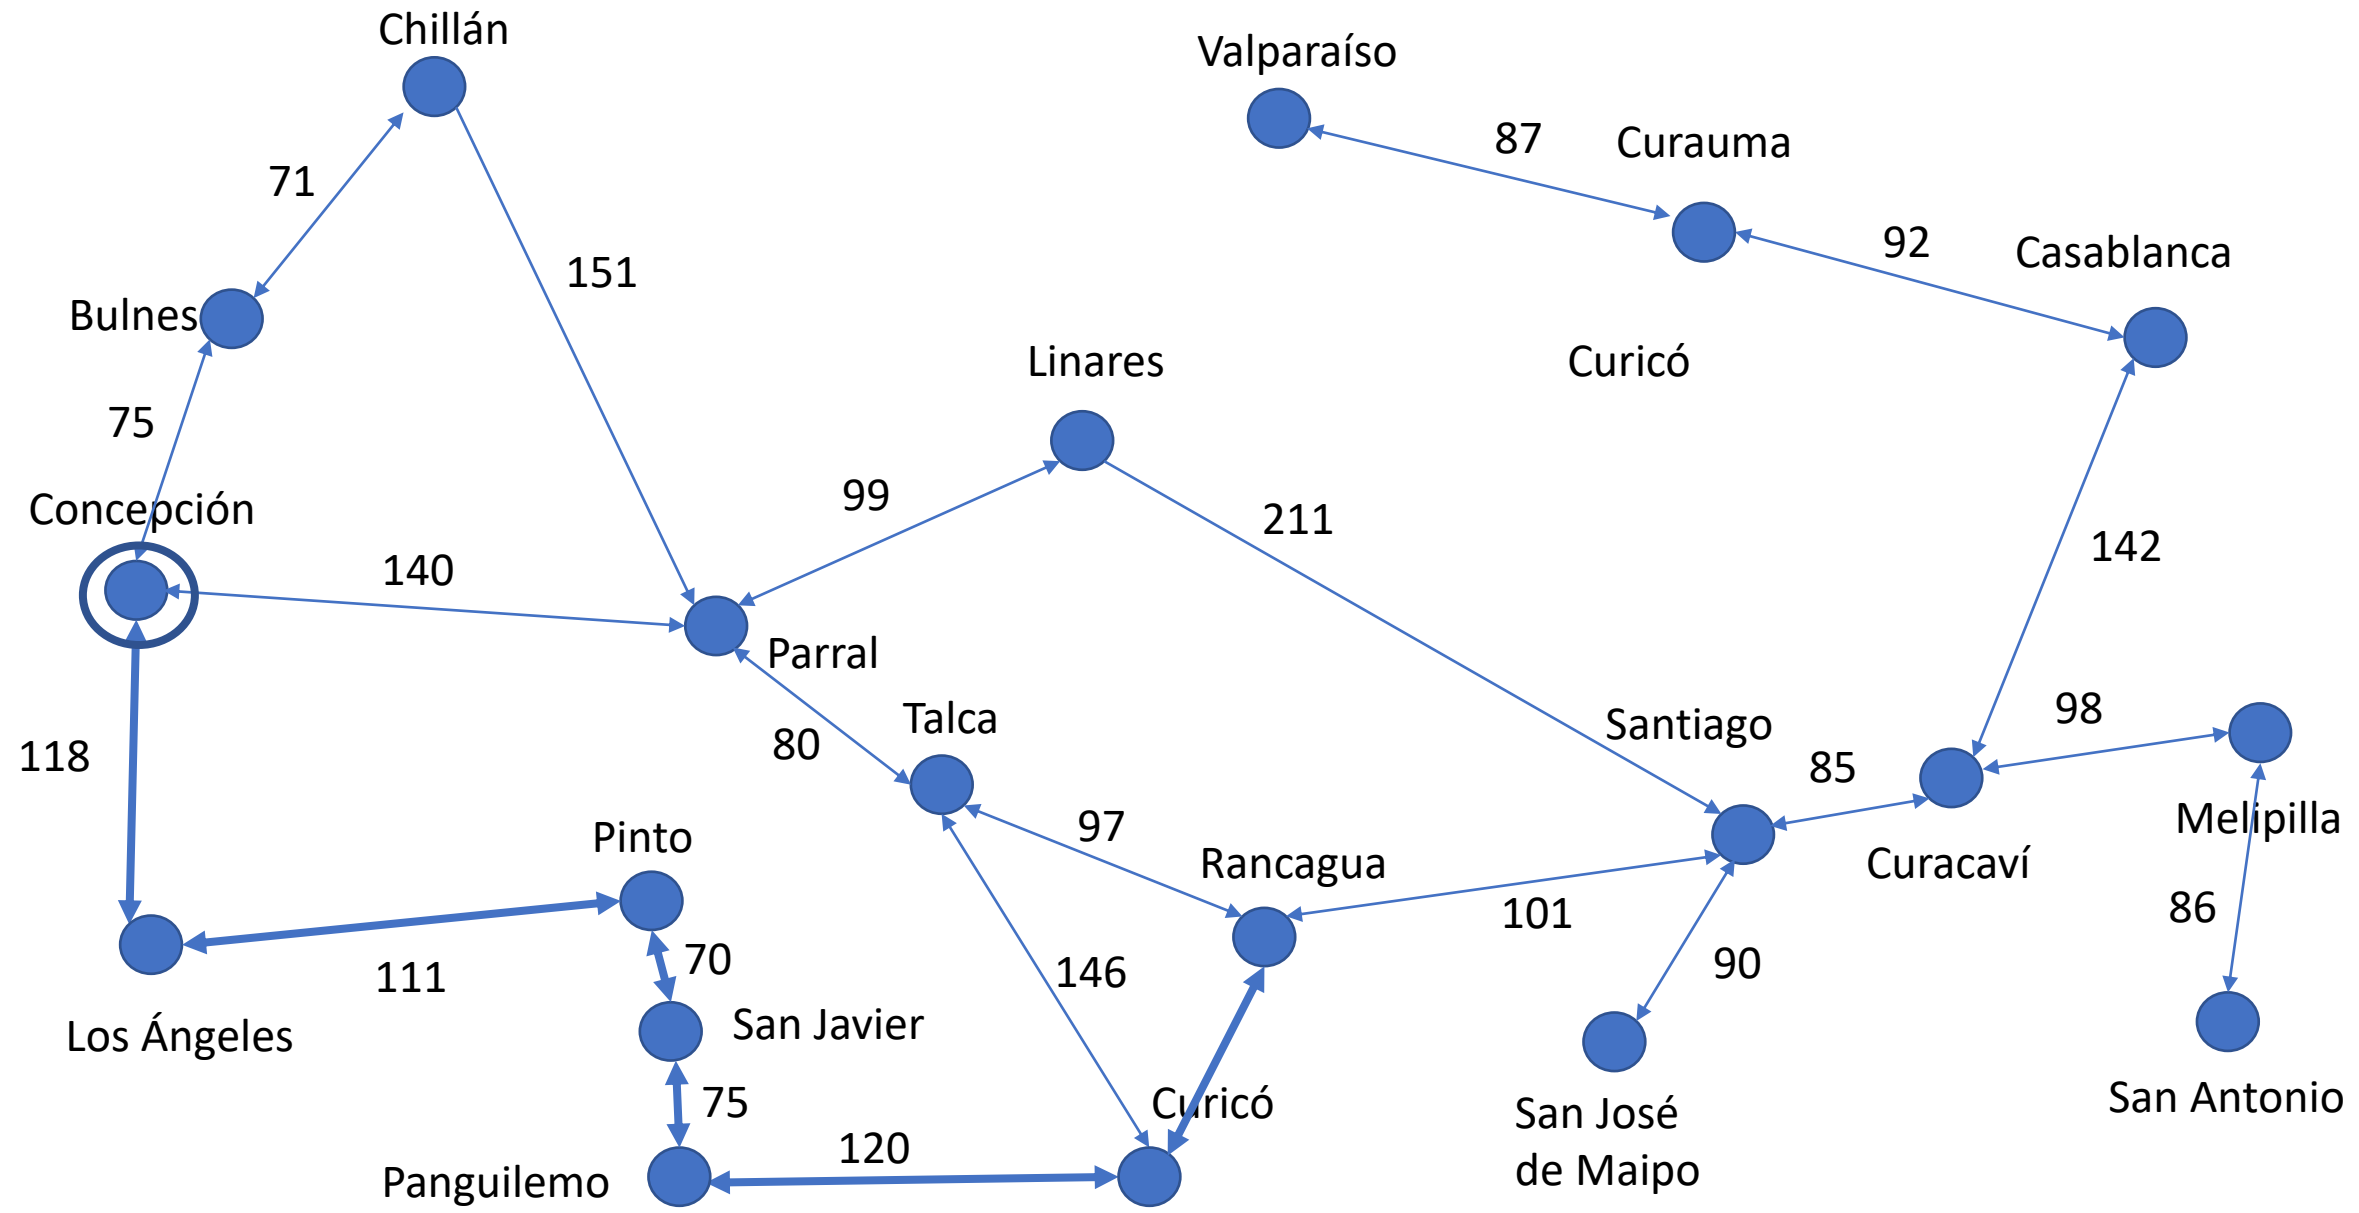 Chillán
Valparaíso
87
Curauma
71
92
Casablanca
151
Bulnes
Linares
Curicó
75
99
Concepción
211
140
142
Parral
Talca
98
Santiago
80
118
85
Melipilla
97
Pinto
Rancagua
Curacaví
86
101
70
90
111
146
San Javier
Los Ángeles
75
Curicó
San José
de Maipo
San Antonio
120
Panguilemo